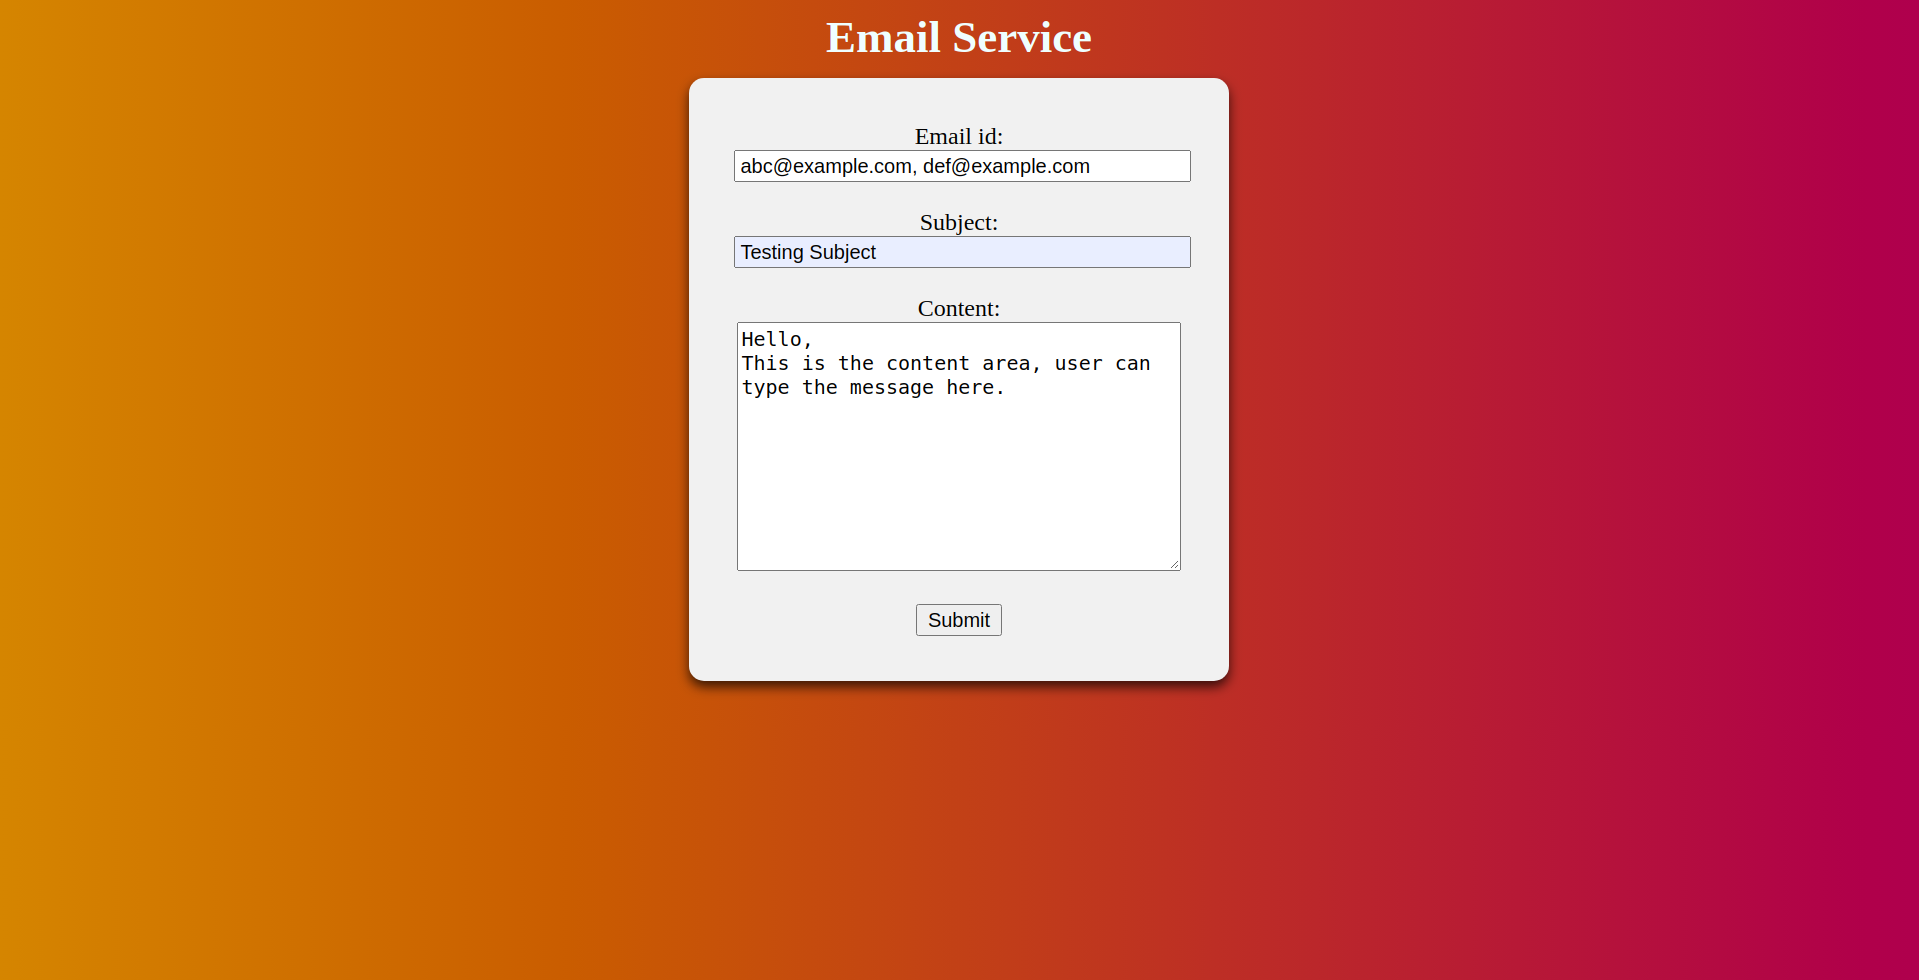 Email Service
Email id:
abc@example.com, def@example.com
Subject:
Testing Subject
Content:
Hello,
This is the content area, user can
type the message here.
Submit